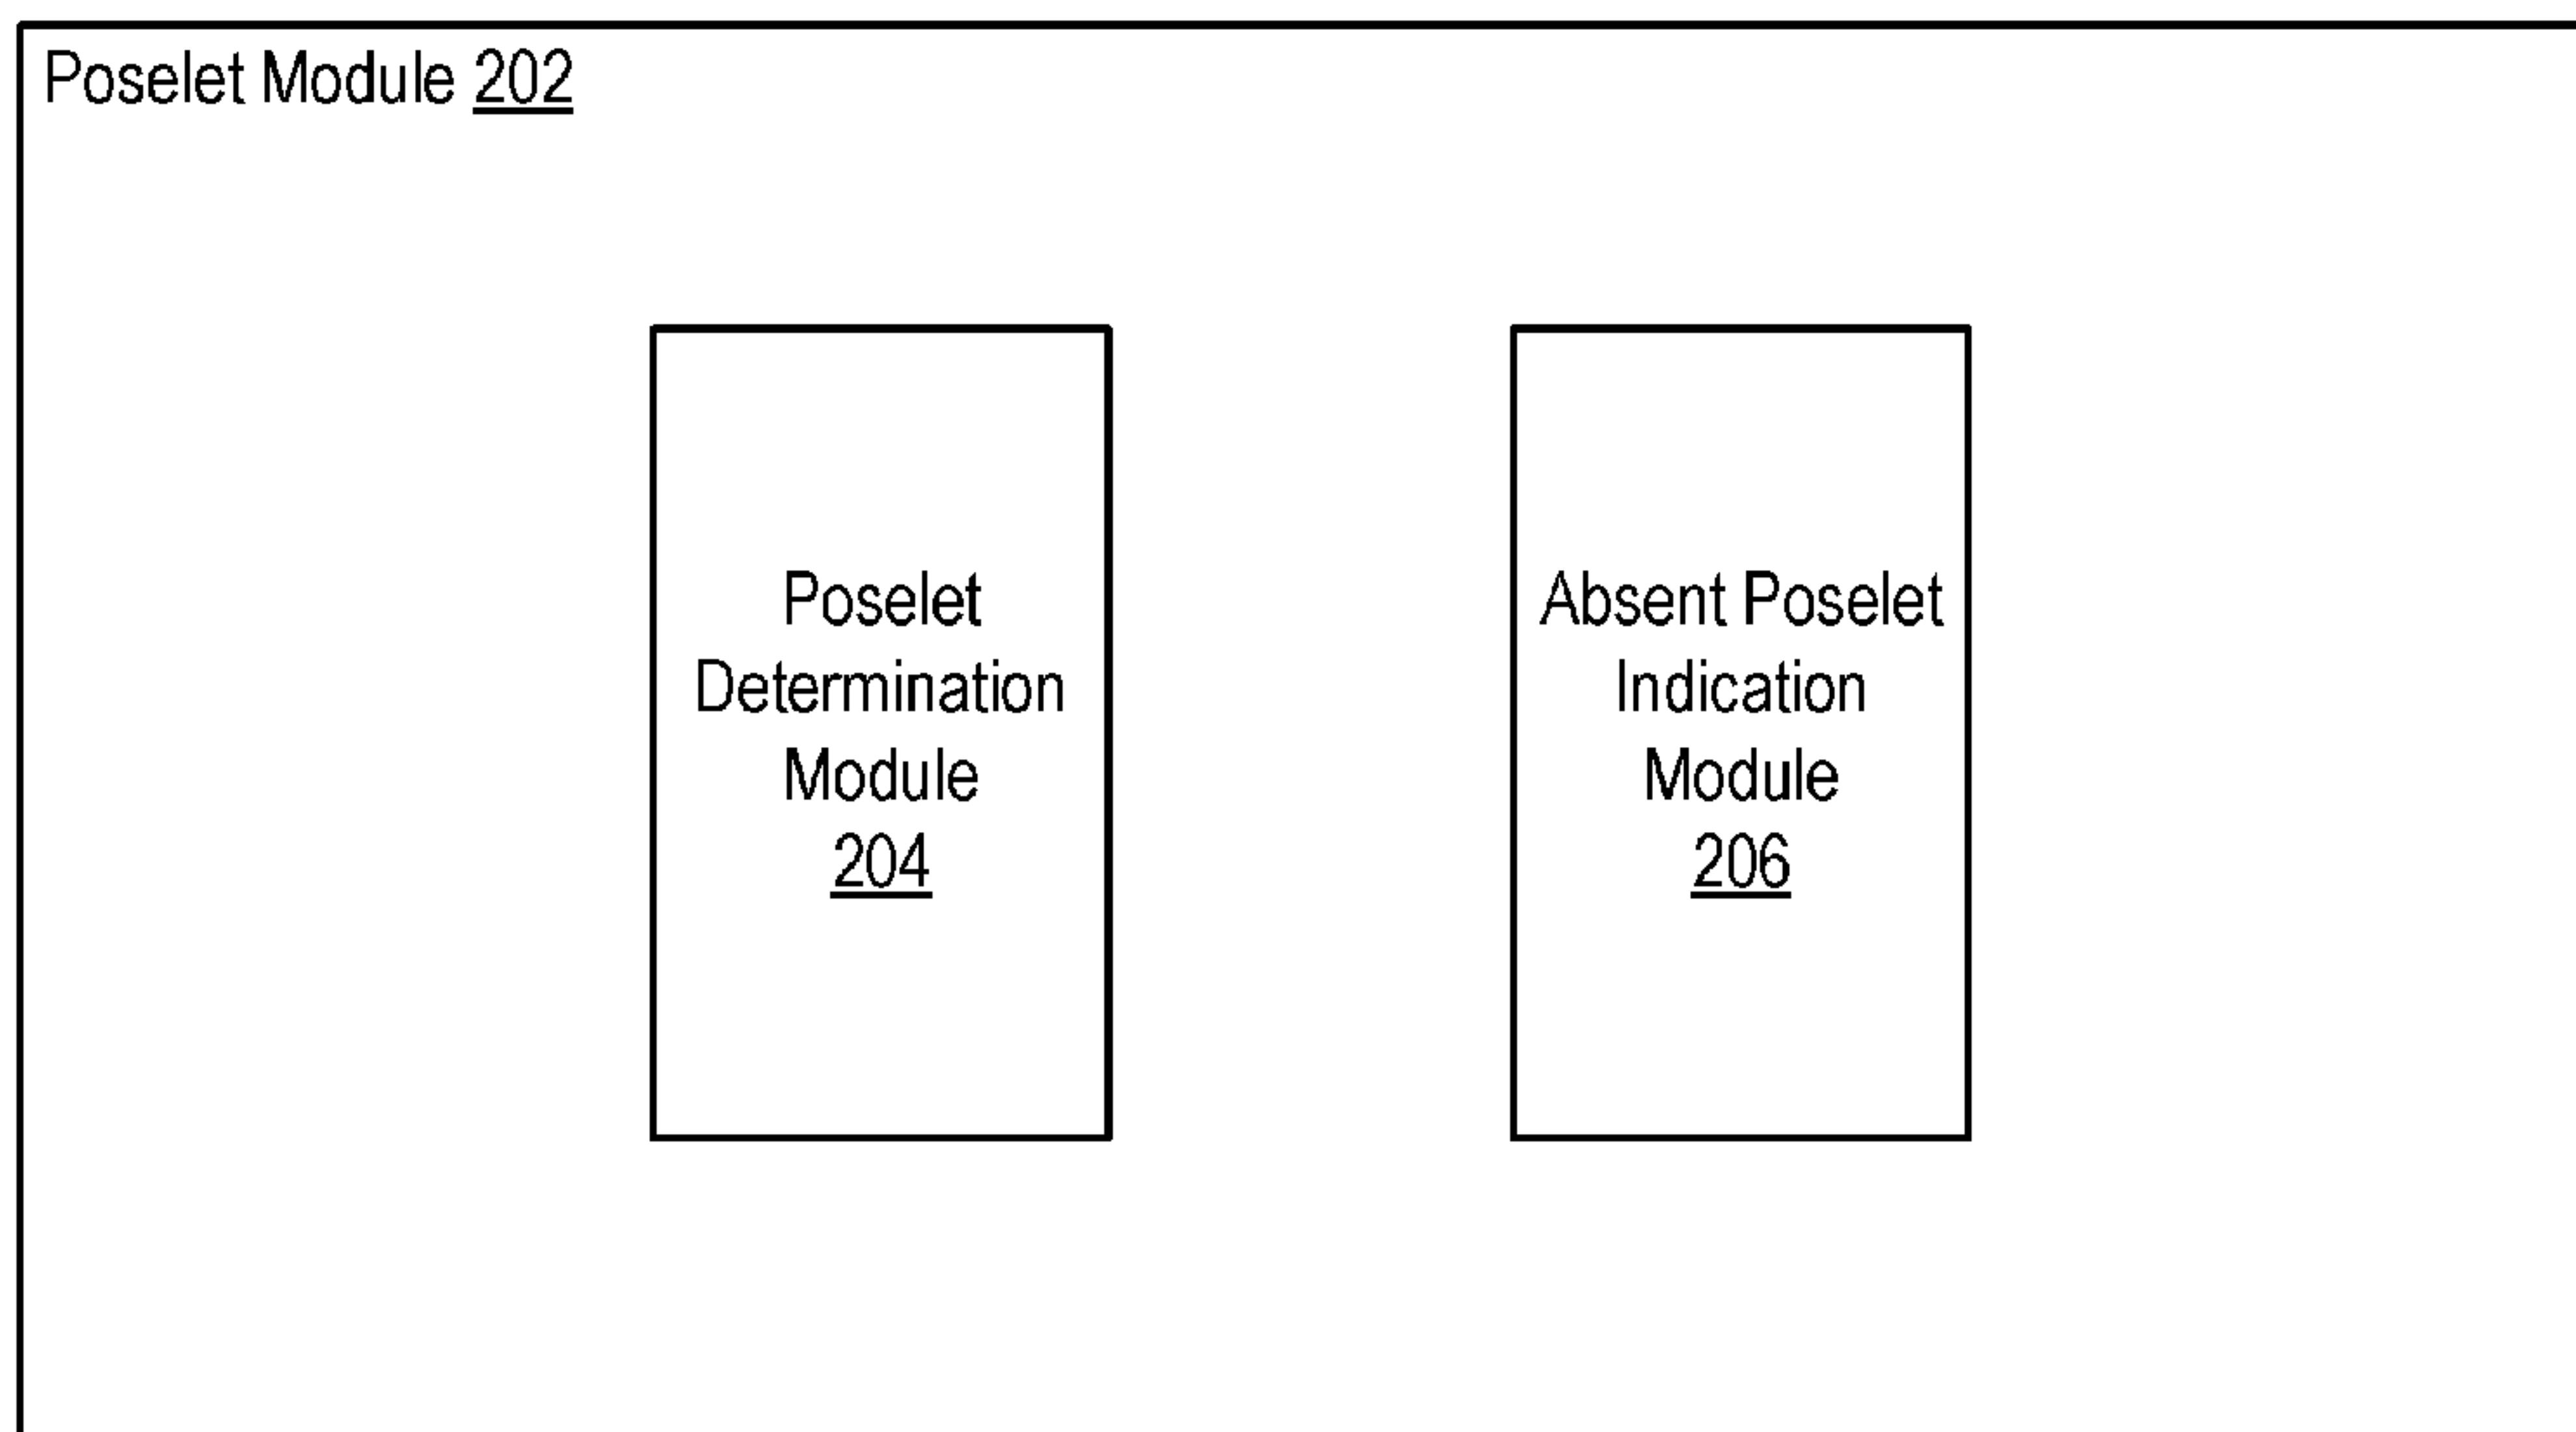 Poselet Module 202
Poselet
Determination
Module
204
Absent Poselet
Indication
Module
206